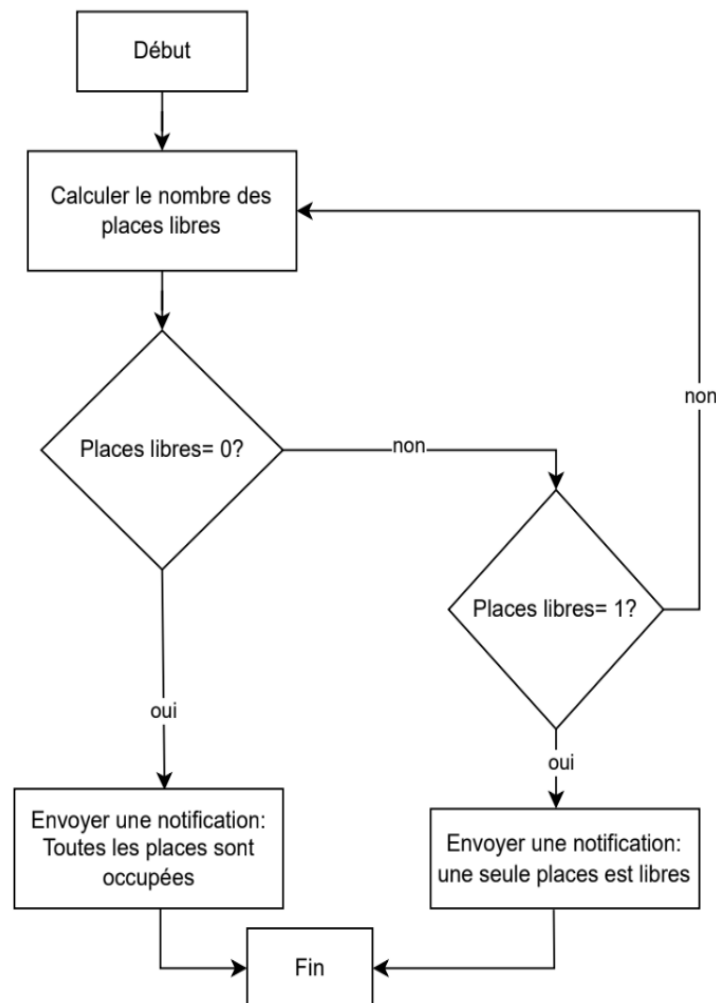 Début
Calculer le nombre des
places libres
non
Places libres= 0?
non
Places libres= 1?
oui
oui
Envoyer une notification:
Toutes les places sont
occupées
Envoyer une notification:
une seule places est libres
Fin